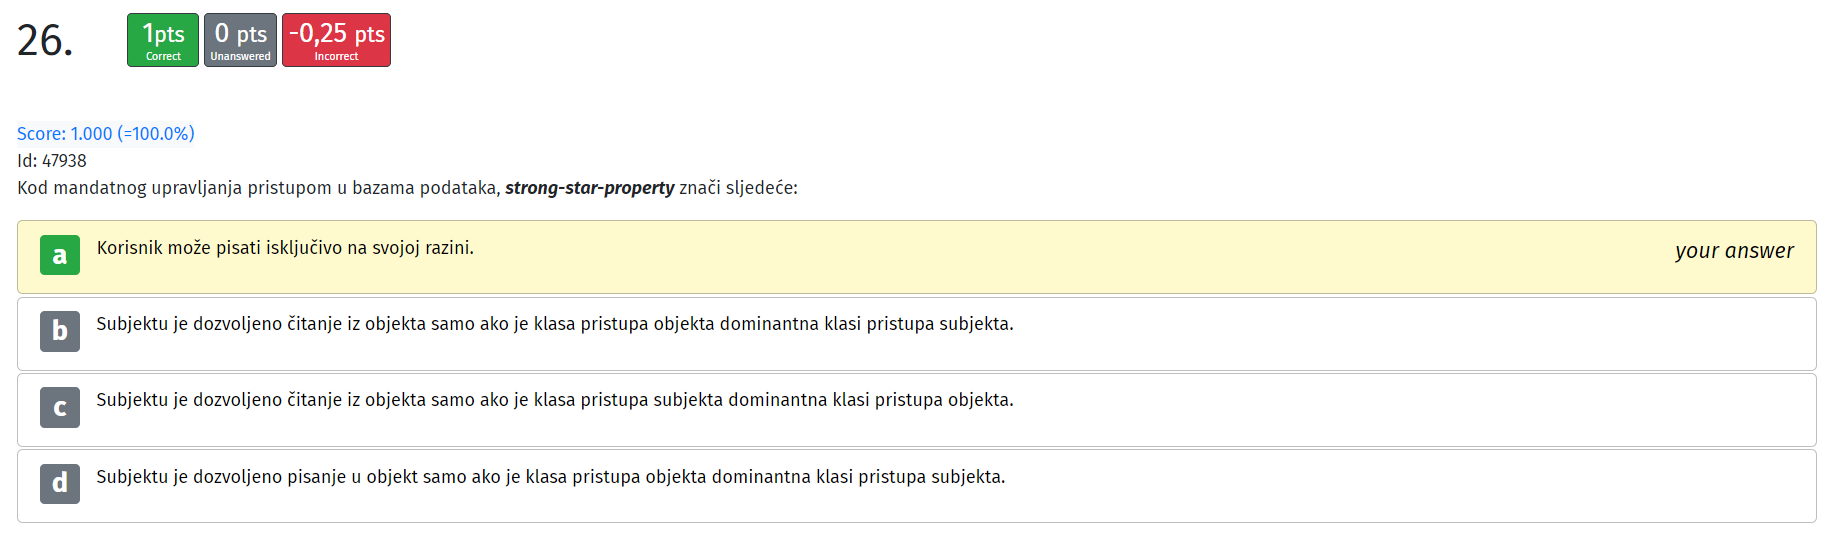 26.
1pts
Correct
0 pts
Unanswered
-0,25 pts
Incorrect
Score: 1.000 (=100.0%)
Id: 47938
Kod mandatnog upravljanja pristupom u bazama podataka, strong-star-property znači sljedeće:
a Korisnik može pisati isključivo na svojoj razini. your answer
b Subjektu je dozvoljeno čitanje iz objekta samo ako je klasa pristupa objekta dominantna klasi pristupa subjekta.
c Subjektu je dozvoljeno čitanje iz objekta samo ako je klasa pristupa subjekta dominantna klasi pristupa objekta.
d Subjektu je dozvoljeno pisanje u objekt samo ako je klasa pristupa objekta dominantna klasi pristupa subjekta.